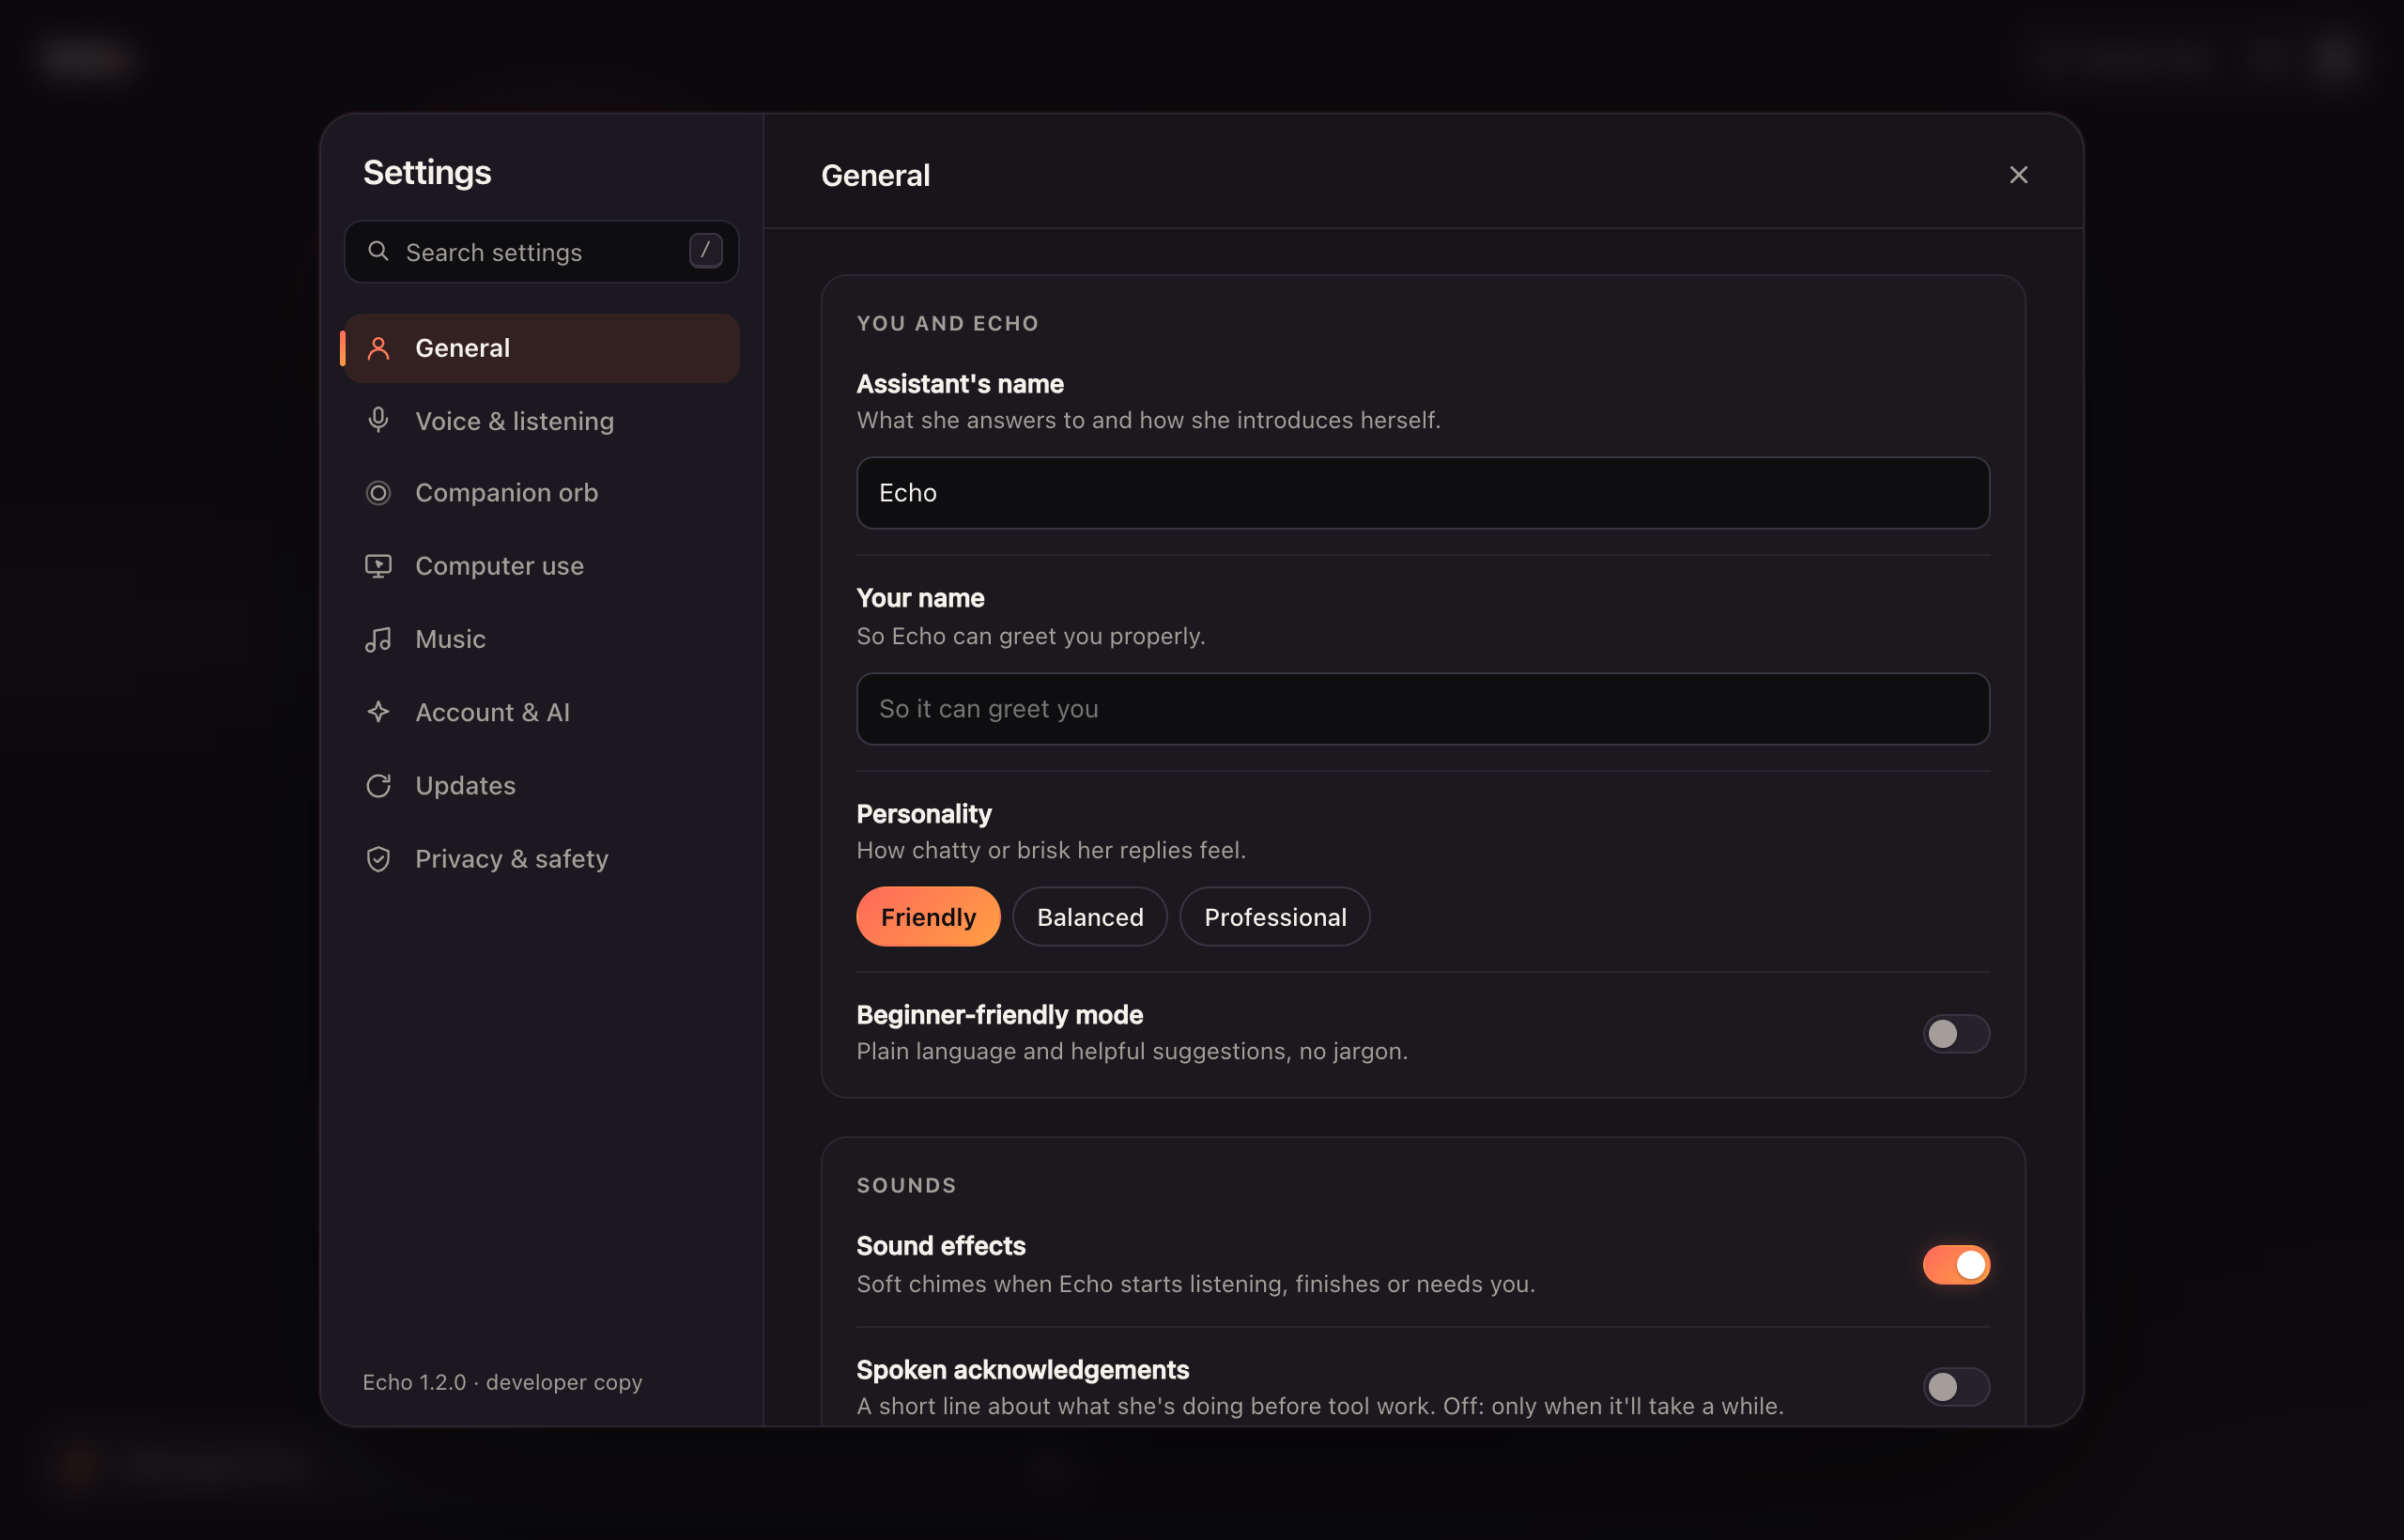 Settings
Search settings /
General
Voice & listening
Companion orb
Computer use
Music
Account & AI
Updates
Privacy & safety
Echo 1.2.0 · developer copy
General
YOU AND ECHO
Assistant's name
What she answers to and how she introduces herself.
Echo
Your name
So Echo can greet you properly.
So it can greet you
Personality
How chatty or brisk her replies feel.
Friendly Balanced Professional
Beginner-friendly mode
Plain language and helpful suggestions, no jargon.
SOUNDS
Sound effects
Soft chimes when Echo starts listening, finishes or needs you.
Spoken acknowledgements
A short line about what she's doing before tool work. Off: only when it'll take a while.